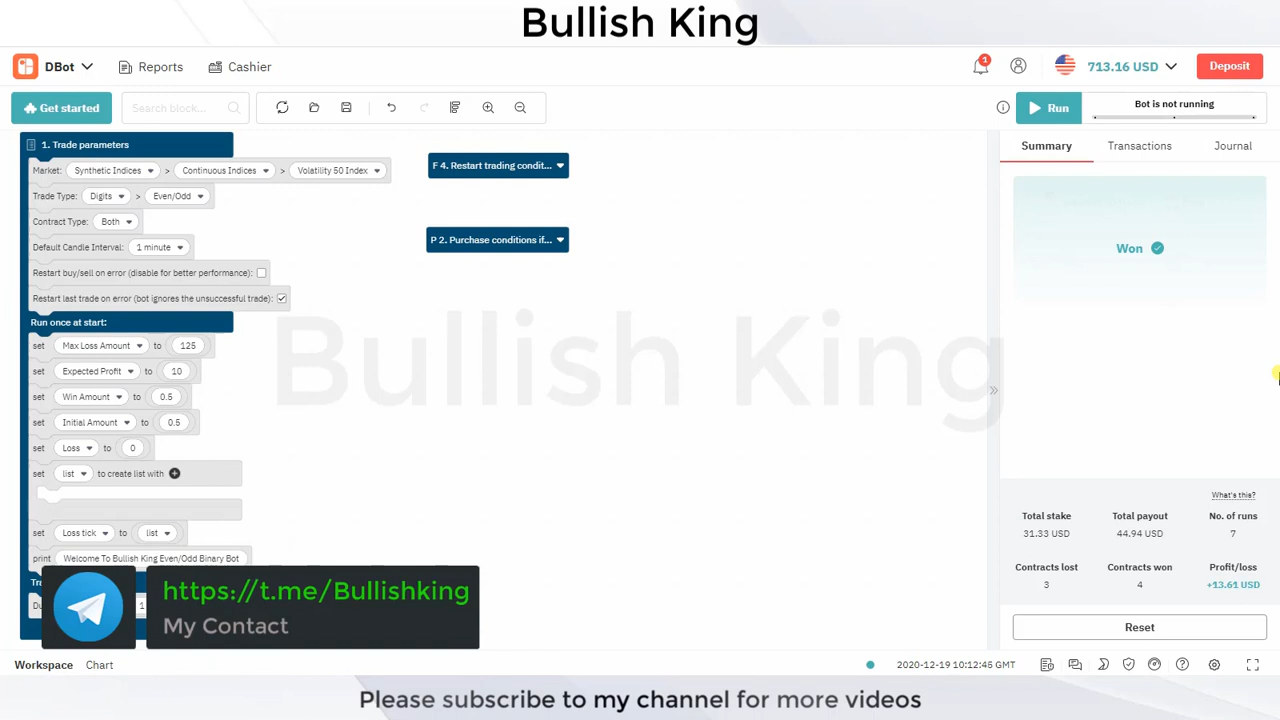 Bullish King
DBot
Reports
Cashier
1
713.16 USD
Deposit
Get started
Search block...
Run
Bot is not running
1. Trade parameters
Market: Synthetic Indices > Continuous Indices > Volatility 50 Index
Trade Type: Digits > Even/Odd
Contract Type: Both
Default Candle Interval: 1 minute
Restart buy/sell on error (disable for better performance):
Restart last trade on error (bot ignores the unsuccessful trade):
Run once at start:
set Max Loss Amount to 125
set Expected Profit to 10
set Win Amount to 0.5
set Initial Amount to 0.5
set Loss to 0
set list to create list with
set Loss tick to list
print Welcome To Bullish King Even/Odd Binary Bot
1
F 4. Restart trading condit...
P 2. Purchase conditions if...
Bullish King
Summary
Transactions
Journal
Won
What's this?
Total stake
Total payout
No. of runs
31.33 USD
44.94 USD
7
Contracts lost
Contracts won
Profit/loss
3
4
+13.61 USD
Reset
https://t.me/Bullishking
My Contact
Workspace
Chart
2020-12-19 10:12:45 GMT
Please subscribe to my channel for more videos